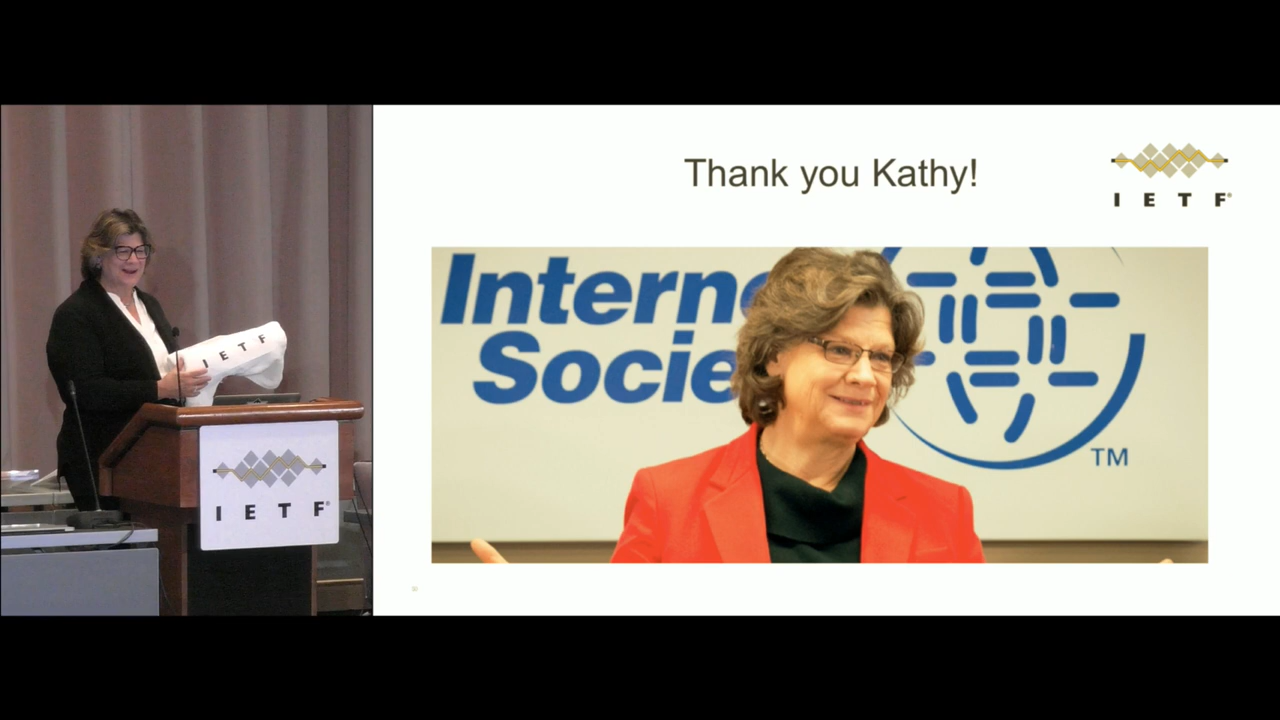 Thank you Kathy!
I E T F®
Interne
Socie
TM
I E T F
I E T F®